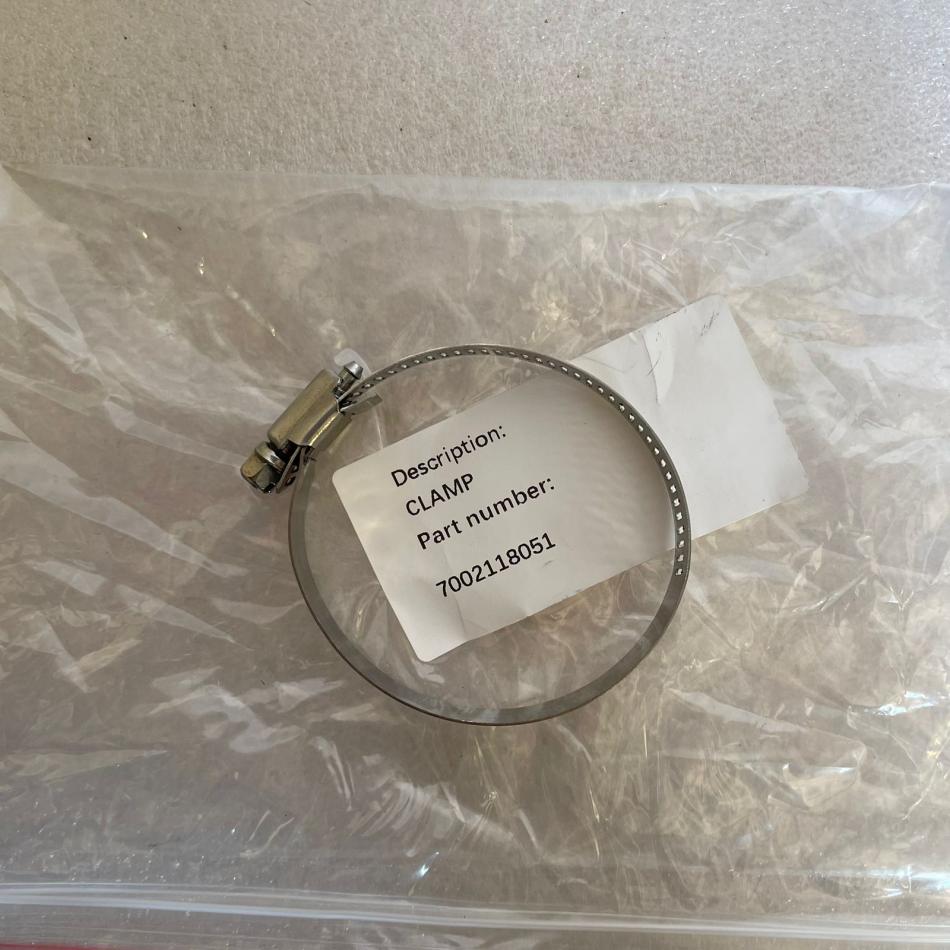 Description:
CLAMP
Part number:
7002118051